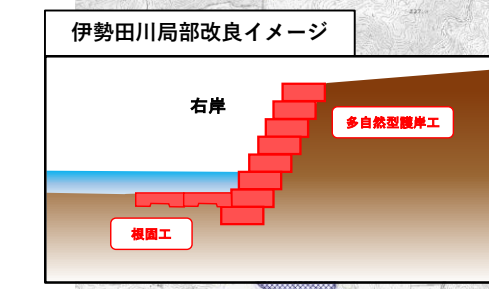 伊勢田川局部改良イメージ
右岸
多自然型護岸工
根固工